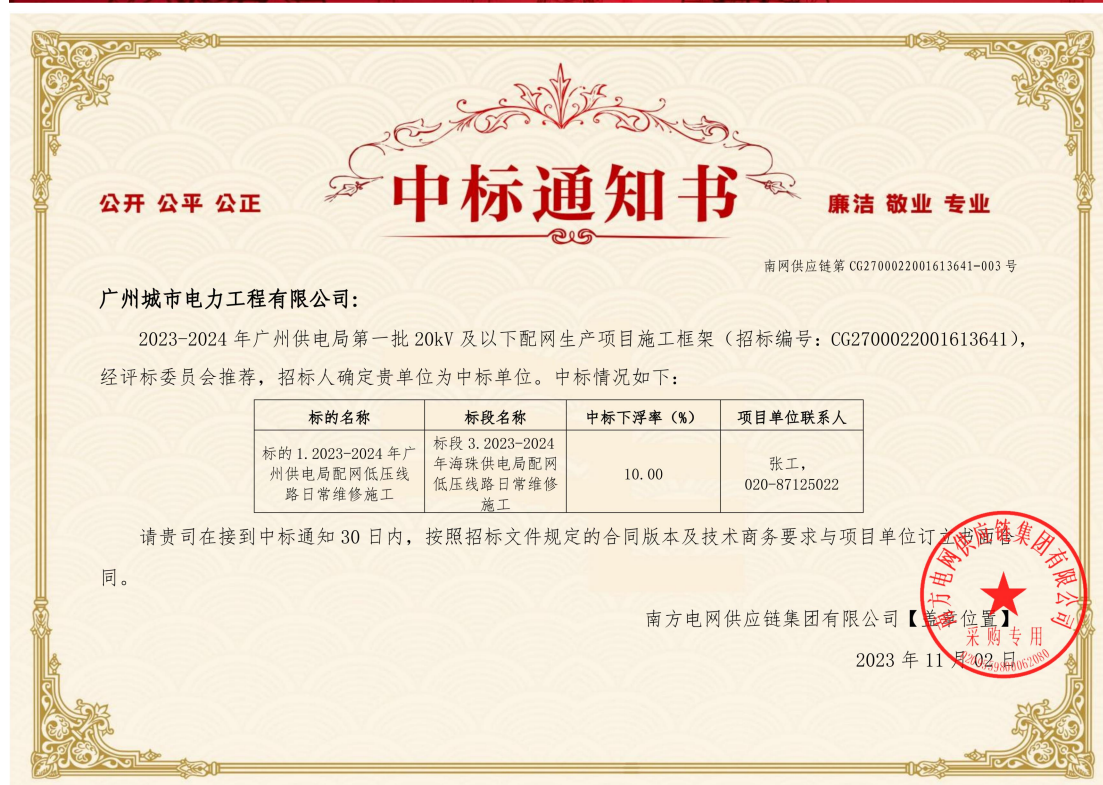 中标通知书
公开 公平 公正
廉洁 敬业 专业
南网供应链第 CG2700022001613641-003 号
广州城市电力工程有限公司:
2023-2024 年广州供电局第一批 20kV 及以下配网生产项目施工框架（招标编号：CG2700022001613641），
经评标委员会推荐，招标人确定贵单位为中标单位。中标情况如下：
标的名称 标段名称 中标下浮率（%） 项目单位联系人
标的 1.2023-2024 年广
州供电局配网低压线
路日常维修施工
标段 3.2023-2024
年海珠供电局配网
低压线路日常维修
施工
10.00
张工，
020-87125022
请贵司在接到中标通知 30 日内，按照招标文件规定的合同版本及技术商务要求与项目单位订立书面合
同。
南方电网供应链集团有限公司【盖章位置】
2023 年 11 月 02 日
南方电网供应链集团有限公司
采购专用